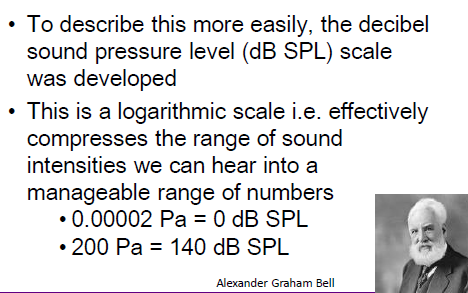 • To describe this more easily, the decibel
sound pressure level (dB SPL) scale
was developed
• This is a logarithmic scale i.e. effectively
compresses the range of sound
intensities we can hear into a
manageable range of numbers
• 0.00002 Pa = 0 dB SPL
• 200 Pa = 140 dB SPL
Alexander Graham Bell